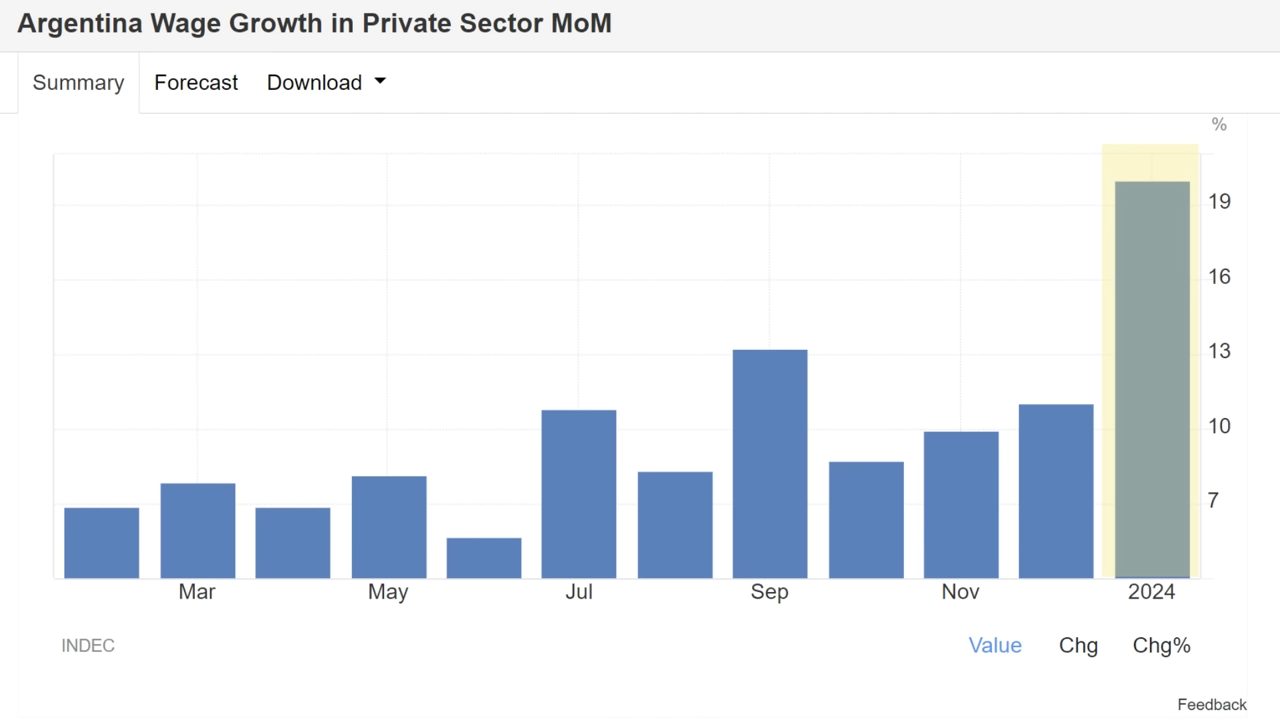 Argentina Wage Growth in Private Sector MoM
Summary Forecast Download
%
19
16
13
10
7
Mar May Jul Sep Nov 2024
INDEC Value Chg Chg%
Feedback